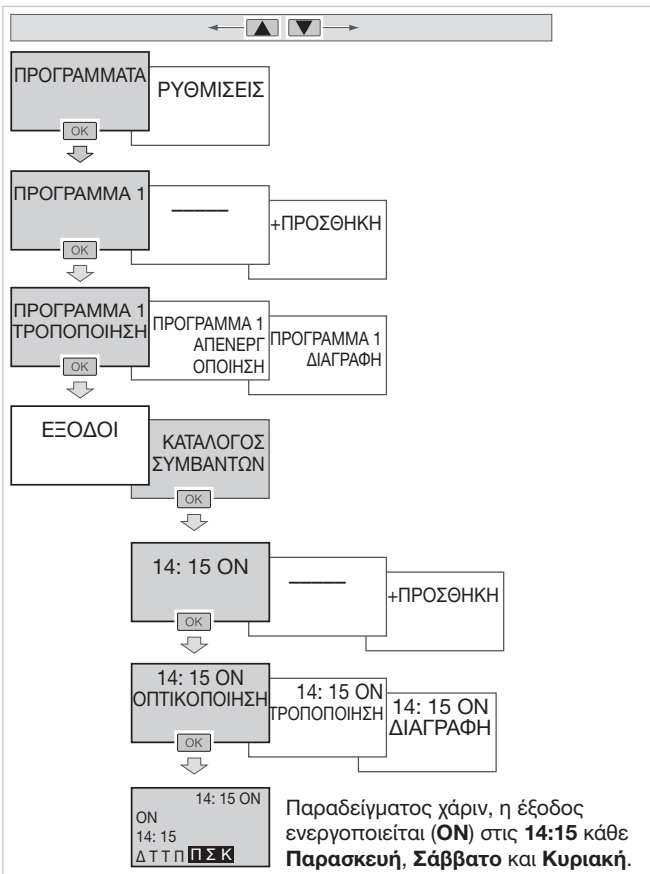 ΠΡΟΓΡΑΜΜΑΤΑ
ΡΥΘΜΙΣΕΙΣ
OK
ΠΡΟΓΡΑΜΜΑ 1
_____
+ΠΡΟΣΘΗΚΗ
OK
ΠΡΟΓΡΑΜΜΑ 1
ΤΡΟΠΟΠΟΙΗΣΗ
ΠΡΟΓΡΑΜΜΑ 1
ΑΠΕΝΕΡΓ
ΟΠΟΙΗΣΗ
ΠΡΟΓΡΑΜΜΑ 1
ΔΙΑΓΡΑΦΗ
OK
ΕΞΟΔΟΙ
ΚΑΤΑΛΟΓΟΣ
ΣΥΜΒΑΝΤΩΝ
OK
14: 15 ON
_____
+ΠΡΟΣΘΗΚΗ
OK
14: 15 ON
ΟΠΤΙΚΟΠΟΙΗΣΗ
14: 15 ON
ΤΡΟΠΟΠΟΙΗΣΗ
14: 15 ON
ΔΙΑΓΡΑΦΗ
OK
14: 15 ON
ON
14: 15
Δ Τ Τ Π Π Σ Κ
Παραδείγματος χάριν, η έξοδος
ενεργοποιείται (ON) στις 14:15 κάθε
Παρασκευή, Σάββατο και Κυριακή.